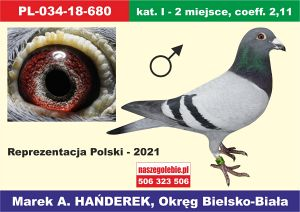 PL-034-18-680
kat. I - 2 miejsce, coeff. 2,11
Reprezentacja Polski - 2021
naszegolebie.pl
506 323 506
Marek A. HAŃDEREK, Okręg Bielsko-Biała